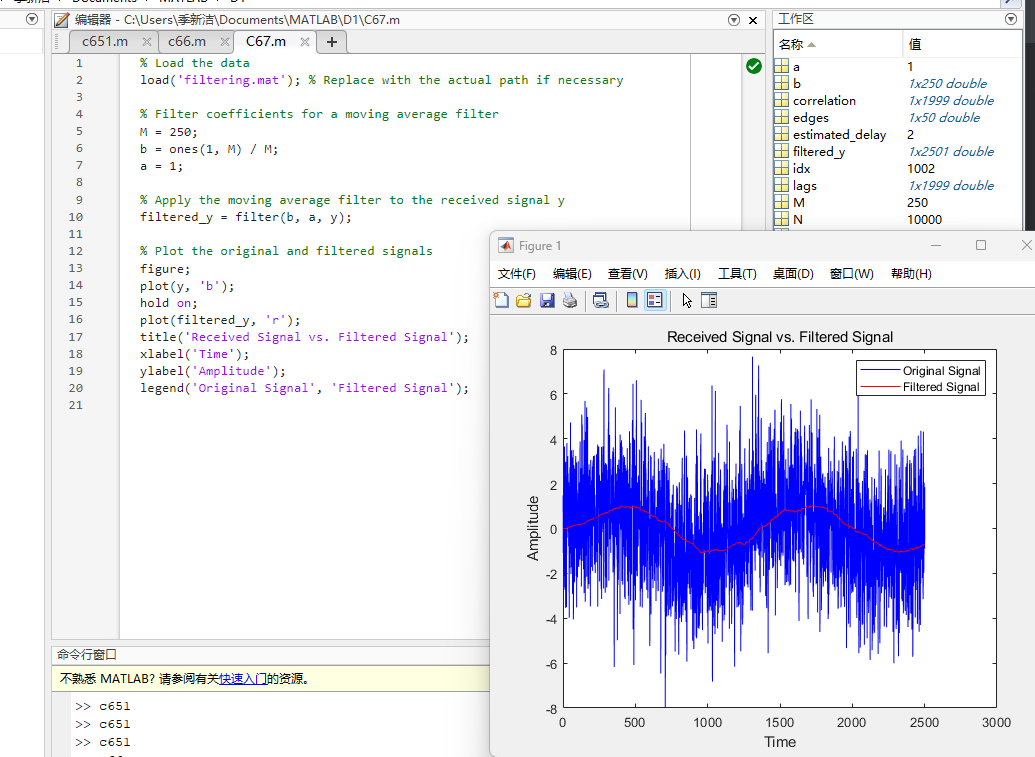 编辑器 - C:\Users\季新洁\Documents\MATLAB\D1\C67.m
c651.m
c66.m
C67.m
1 % Load the data
2 load('filtering.mat'); % Replace with the actual path if necessary
3
4 % Filter coefficients for a moving average filter
5 M = 250;
6 b = ones(1, M) / M;
7 a = 1;
8
9 % Apply the moving average filter to the received signal y
10 filtered_y = filter(b, a, y);
11
12 % Plot the original and filtered signals
13 figure;
14 plot(y, 'b');
15 hold on;
16 plot(filtered_y, 'r');
17 title('Received Signal vs. Filtered Signal');
18 xlabel('Time');
19 ylabel('Amplitude');
20 legend('Original Signal', 'Filtered Signal');
21
工作区
名称 值
a 1
b 1x250 double
correlation 1x1999 double
edges 1x50 double
estimated_delay 2
filtered_y 1x2501 double
idx 1002
lags 1x1999 double
M 250
N 10000
Figure 1
文件(F) 编辑(E) 查看(V) 插入(I) 工具(T) 桌面(D) 窗口(W) 帮助(H)
Received Signal vs. Filtered Signal
Original Signal
Filtered Signal
8
6
4
2
0
-2
-4
-6
-8
Amplitude
0 500 1000 1500 2000 2500 3000
Time
命令行窗口
不熟悉 MATLAB? 请参阅有关快速入门的资源。
>> c651
>> c651
>> c651